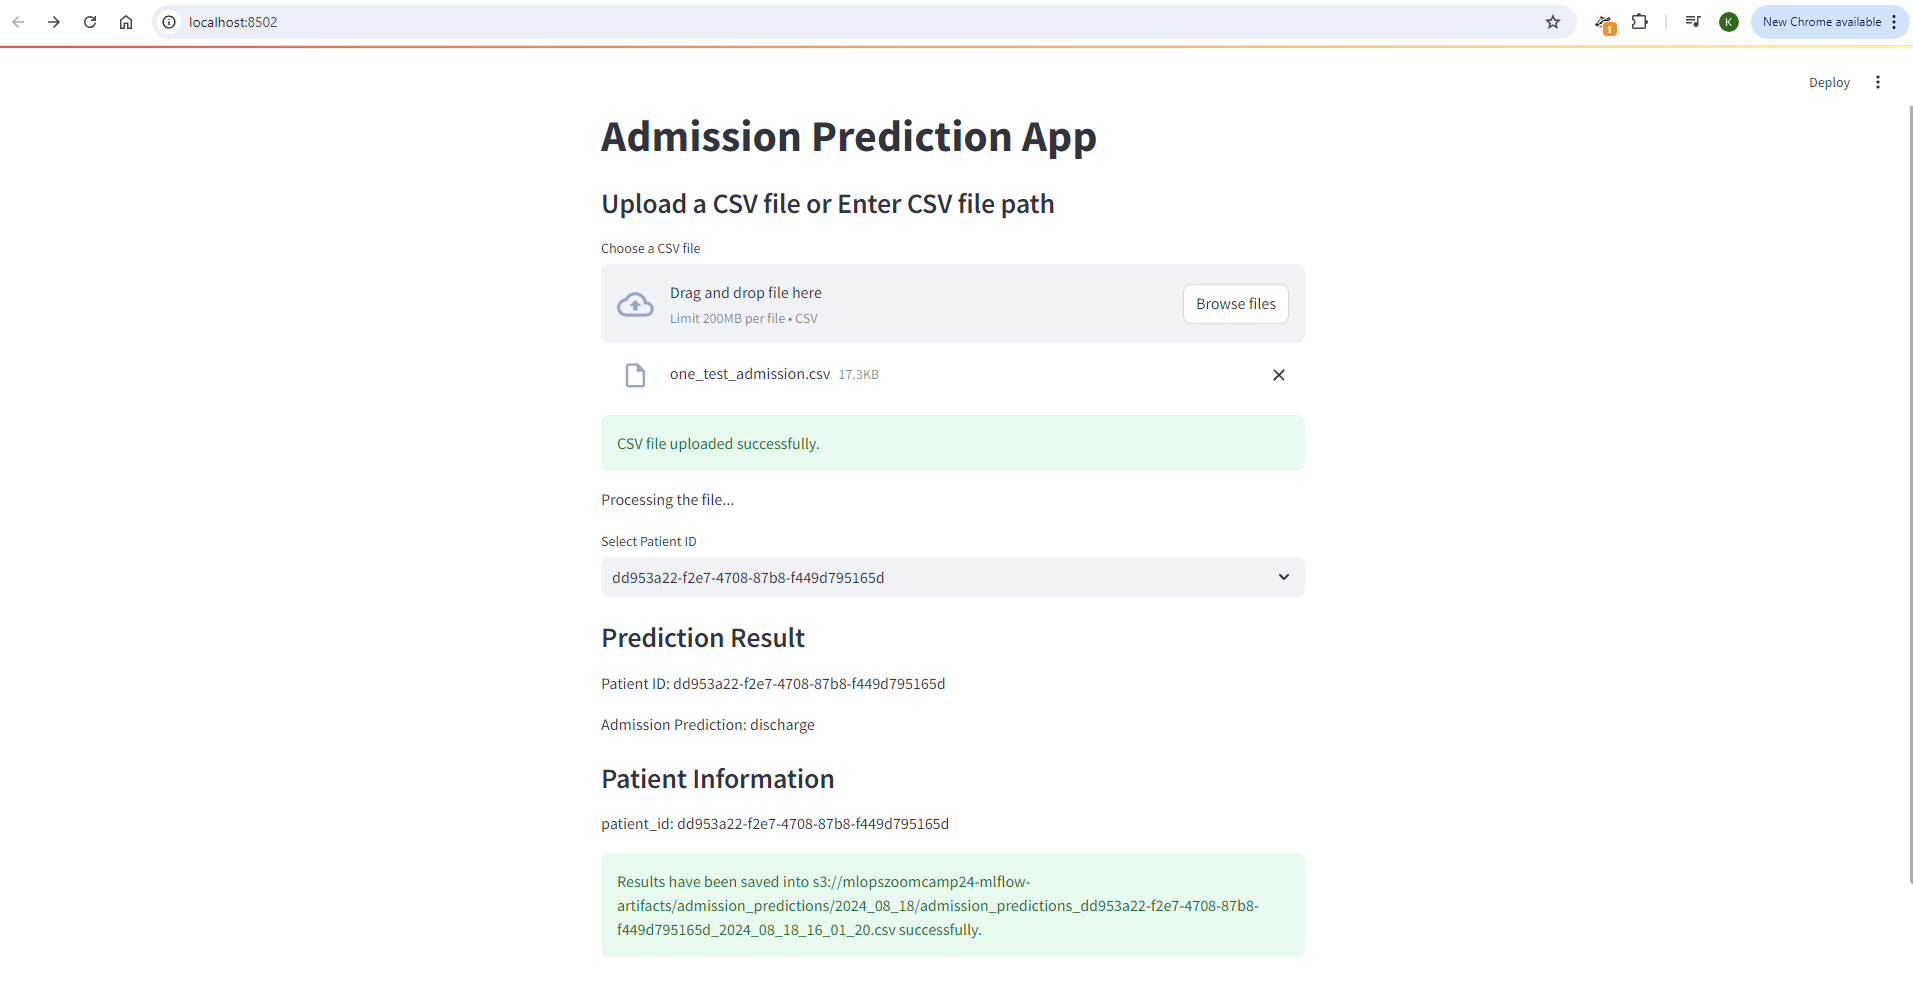 localhost:8502
1
K
New Chrome available
Deploy
Admission Prediction App
Upload a CSV file or Enter CSV file path
Choose a CSV file
Drag and drop file here
Limit 200MB per file • CSV
Browse files
one_test_admission.csv 17.3KB
CSV file uploaded successfully.
Processing the file...
Select Patient ID
dd953a22-f2e7-4708-87b8-f449d795165d
Prediction Result
Patient ID: dd953a22-f2e7-4708-87b8-f449d795165d
Admission Prediction: discharge
Patient Information
patient_id: dd953a22-f2e7-4708-87b8-f449d795165d
Results have been saved into s3://mlopszoomcamp24-mlflow-
artifacts/admission_predictions/2024_08_18/admission_predictions_dd953a22-f2e7-4708-87b8-
f449d795165d_2024_08_18_16_01_20.csv successfully.